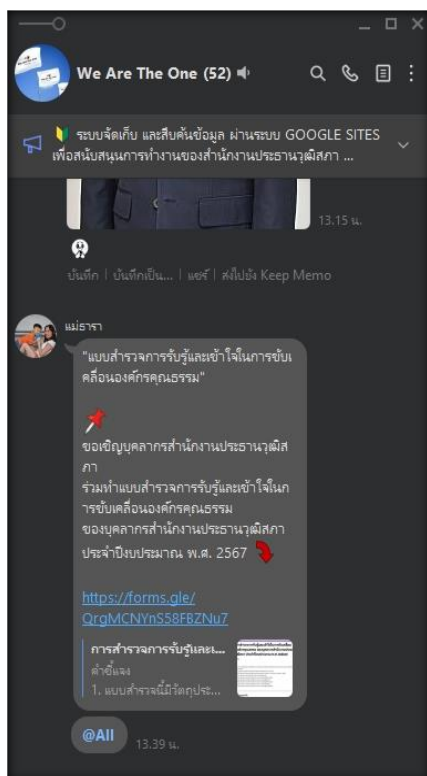 We Are The One (52)
ระบบจัดเก็บ และสืบค้นข้อมูล ผ่านระบบ GOOGLE SITES
เพื่อสนับสนุนการทำงานของสำนักงานประธานวุฒิสภา ...
13.15 น.
บันทึก | บันทึกเป็น... | แชร์ | ส่งไปยัง Keep Memo
แม่ธารา
"แบบสำรวจการรับรู้และเข้าใจในการขับเ
คลื่อนองค์กรคุณธรรม"
ขอเชิญบุคลากรสำนักงานประธานวุฒิส
ภา
ร่วมทำแบบสำรวจการรับรู้และเข้าใจในก
ารขับเคลื่อนองค์กรคุณธรรม
ของบุคลากรสำนักงานประธานวุฒิสภา
ประจำปีงบประมาณ พ.ศ. 2567
https://forms.gle/
QrgMCNYnS58FBZNu7
การสำรวจการรับรู้และเ...
คำชี้แจง
1. แบบสำรวจนี้มีวัตถุประ...
@All
13.39 น.